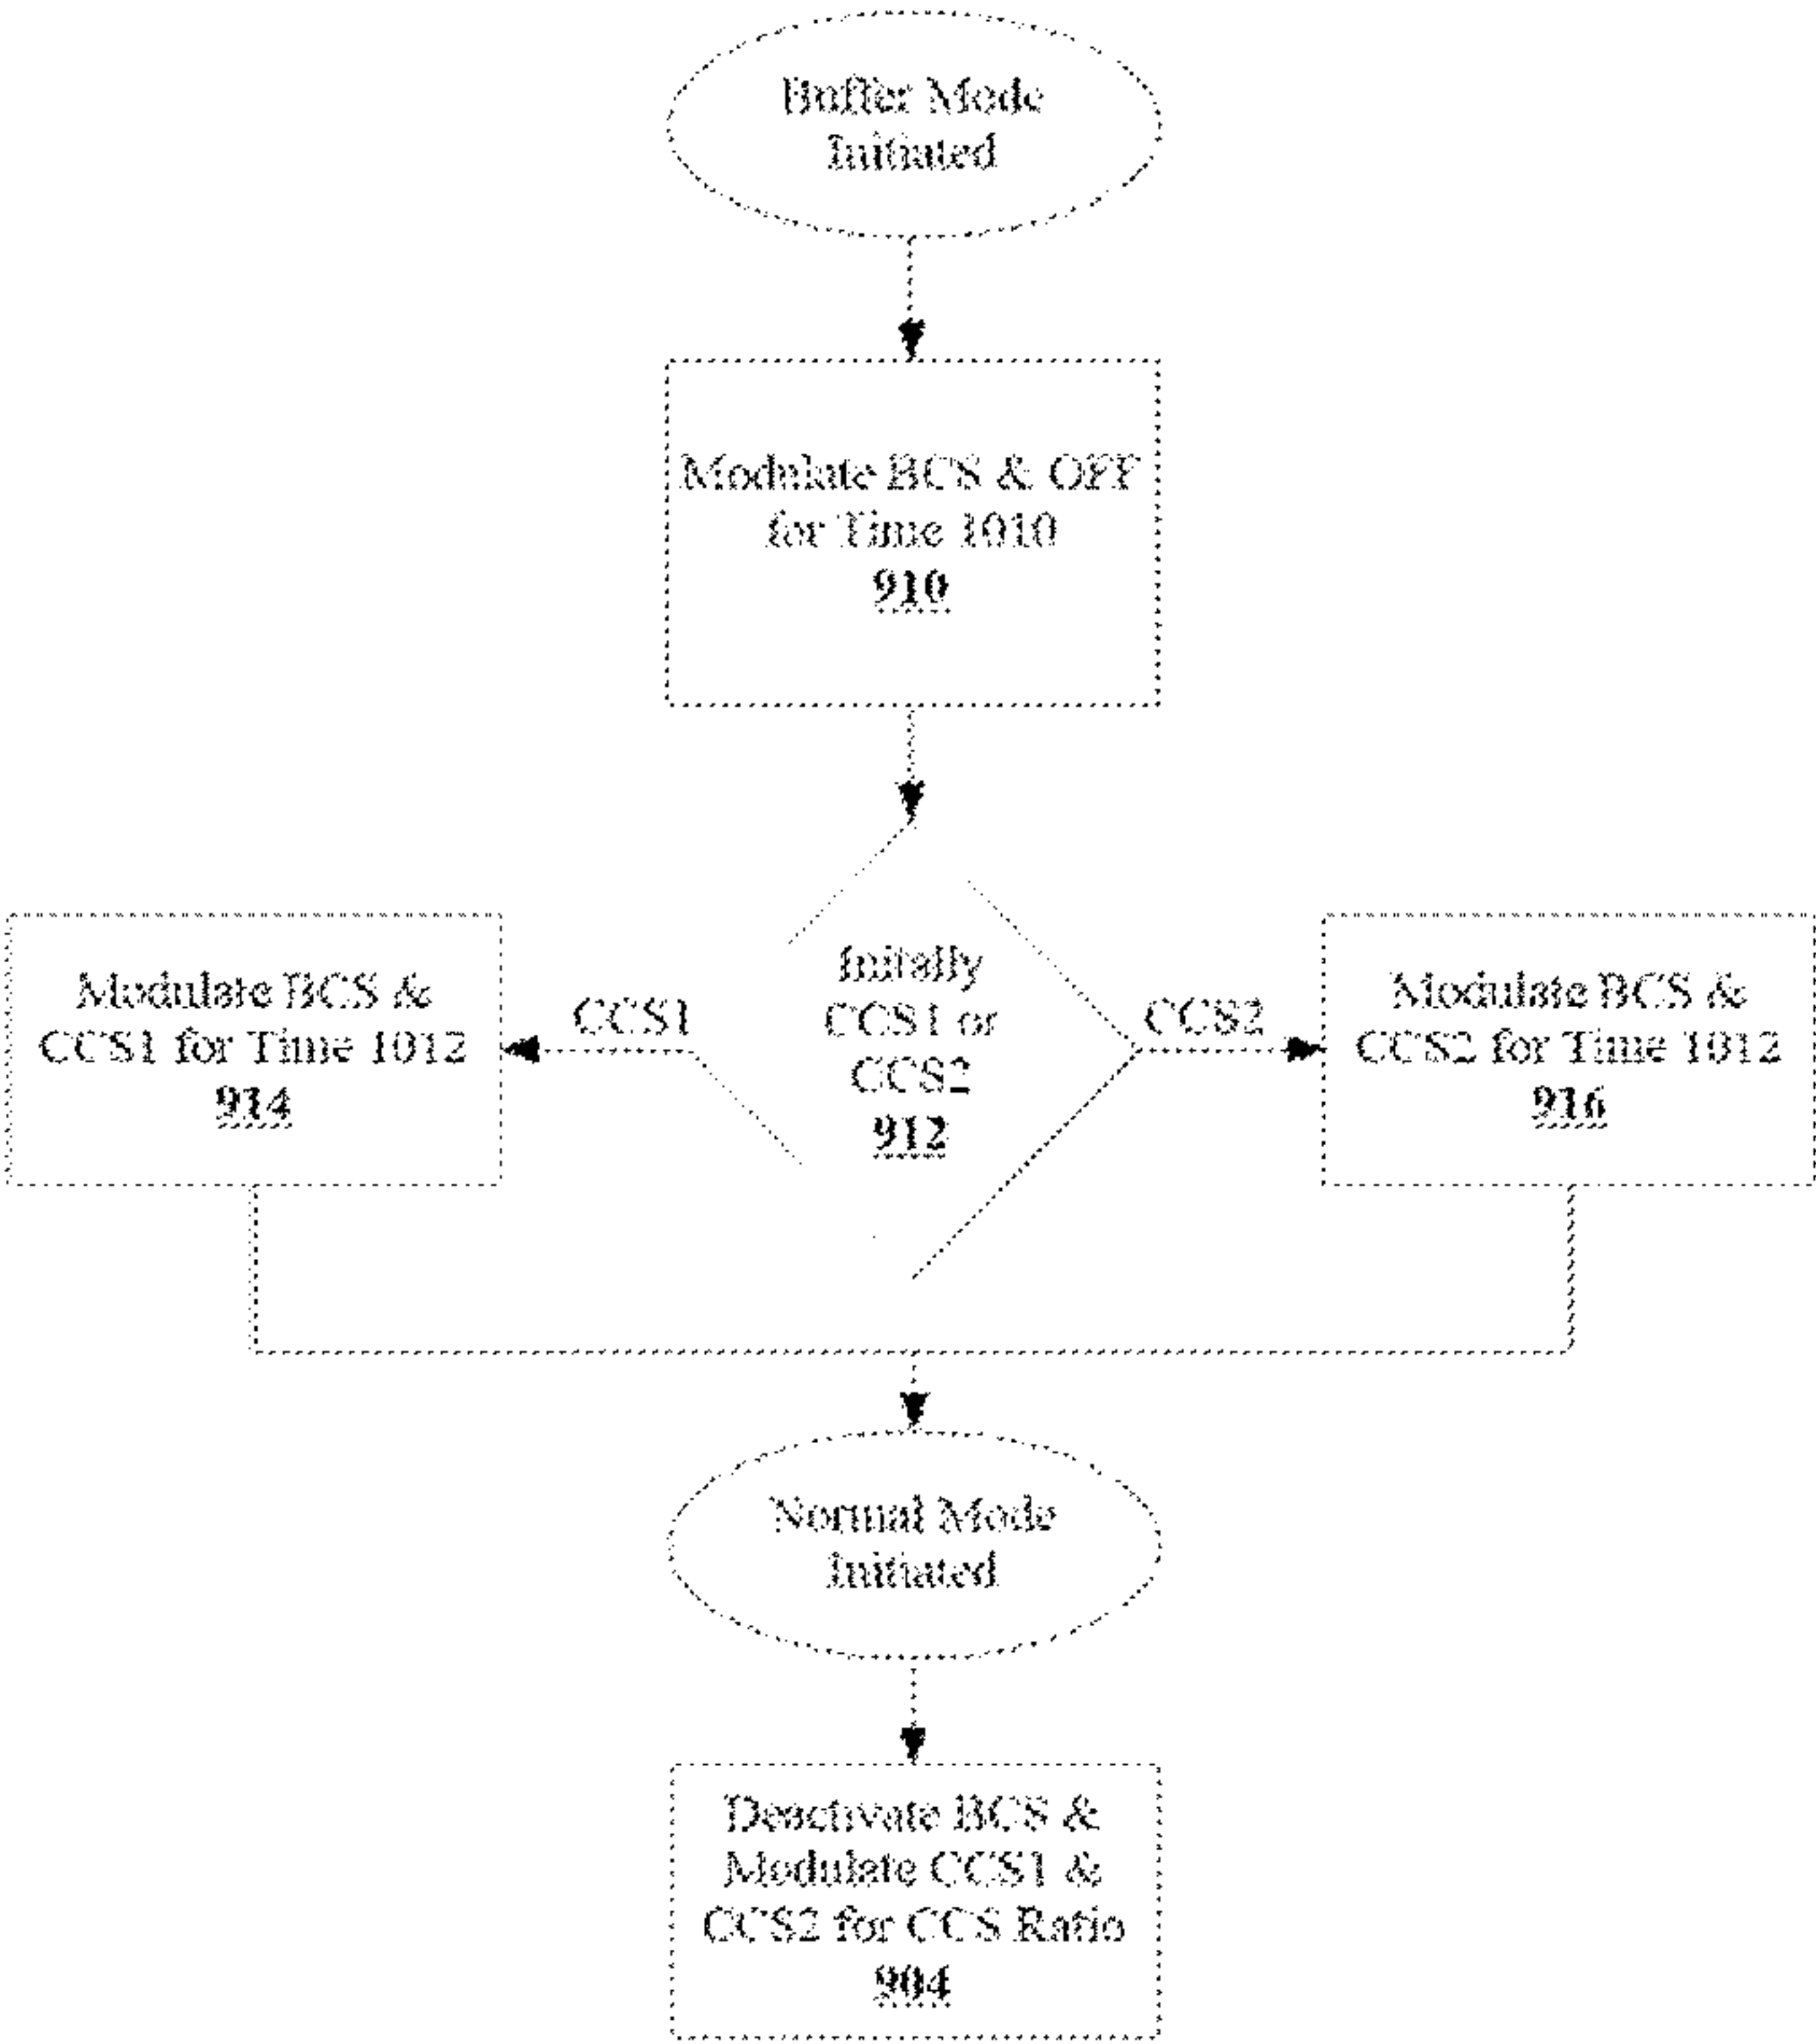 Buffer Mode
Initiated
Modulate BCS & OFF
for Time 1010
910
Initally
CCS1 or
CCS2
912
CCS1
CCS2
Modulate BCS &
CCS1 for Time 1012
914
Modulate BCS &
CCS2 for Time 1012
916
Normal Mode
Initiated
Deactivate BCS &
Modulate CCS1 &
CCS2 for CCS Ratio
904